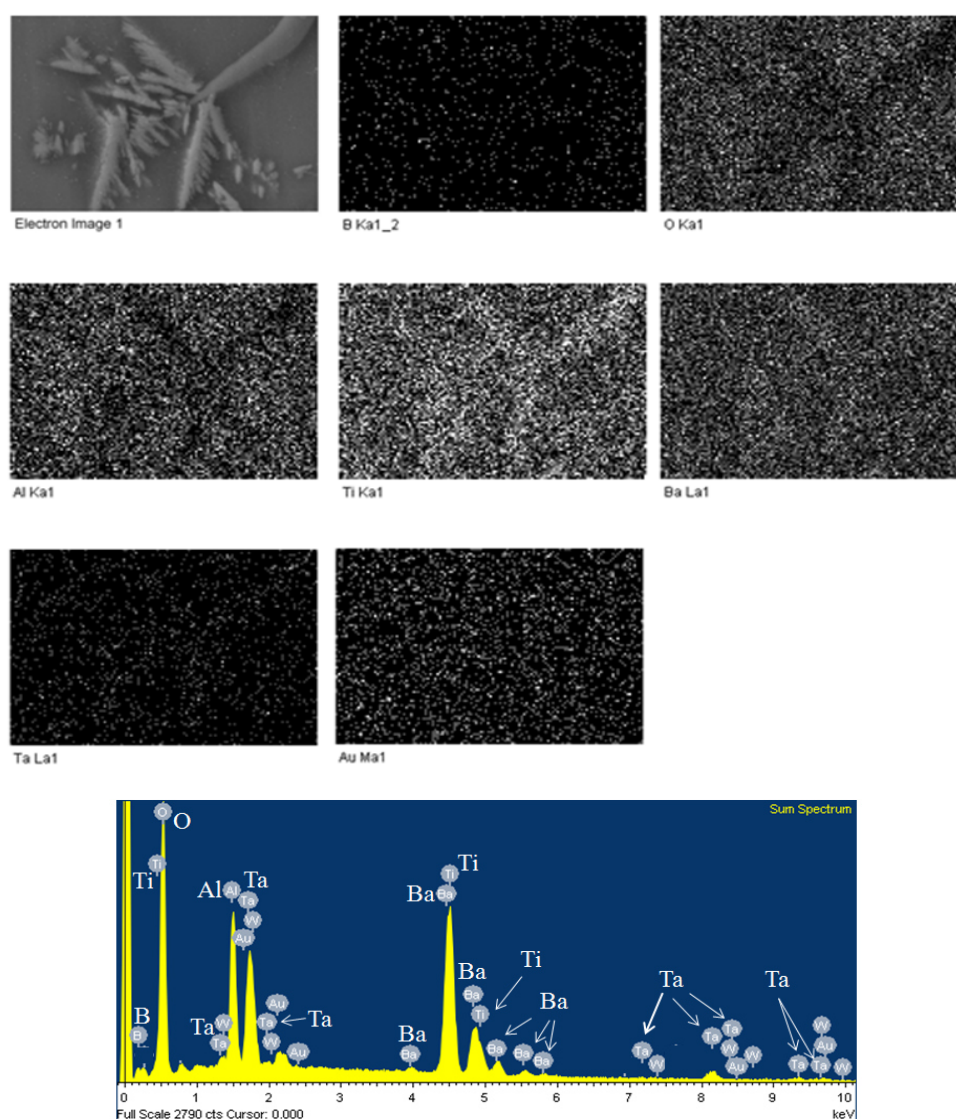 Electron Image 1
B Ka1_2
O Ka1
Al Ka1
Ti Ka1
Ba La1
Ta La1
Au Ma1
Sum Spectrum
O O
Ti Ti
Ti Ti
Al Al Ta Ta
Ba Ba
W
Au
Ba Ba
Ti Ti
Ba
Ta
Ta
B B
Ta W Ta
Au
Ta W
Ta
Au
Ba Ba
Ba
Ba
Ba
Ta W
Ta
Ta W
Au
W
Ta
W
Au
Ta
W
0 1 2 3 4 5 6 7 8 9 10
Full Scale 2790 cts Cursor: 0.000 keV